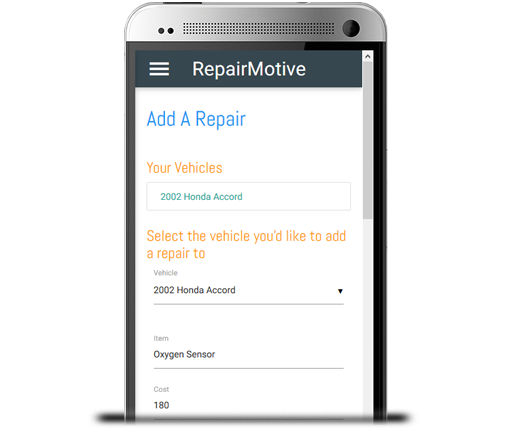 RepairMotive
Add A Repair
Your Vehicles
2002 Honda Accord
Select the vehicle you'd like to add
a repair to
Vehicle
2002 Honda Accord
Item
Oxygen Sensor
Cost
180